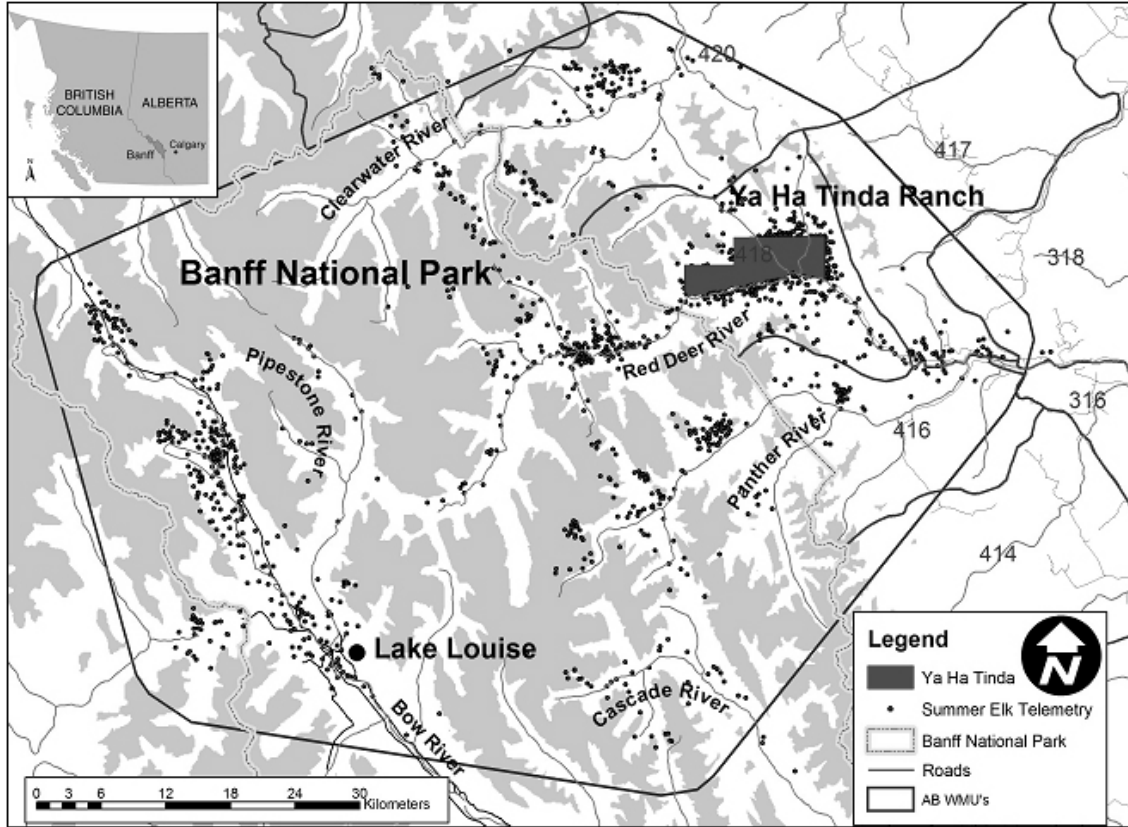 BRITISH
COLUMBIA
ALBERTA
Calgary
Banff
N
420
417
Clearwater River
Ya Ha Tinda Ranch
418
318
Banff National Park
Red Deer River
Pipestone
River
316
416
Panther River
414
Lake Louise
Cascade River
Bow River
Legend
N
Ya Ha Tinda
Summer Elk Telemetry
Banff National Park
Roads
AB WMU's
0 3 6 12 18 24 30
Kilometers